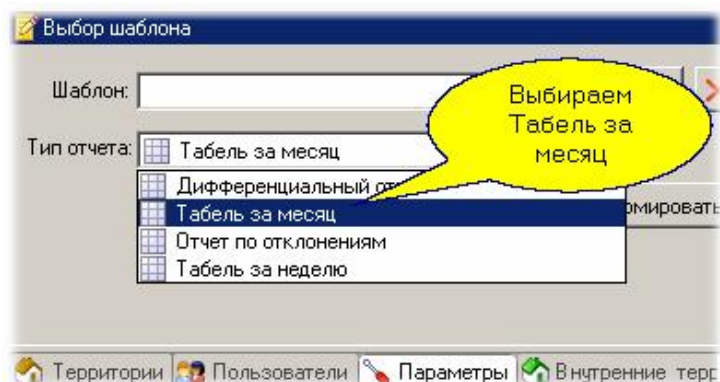 Выбор шаблона
Шаблон:
Выбираем
Табель за
месяц
Тип отчета:
Табель за месяц
Дифференциальный
Табель за месяц
Отчет по отклонениям
Табель за неделю
Территории Пользователи Параметры Внутренние